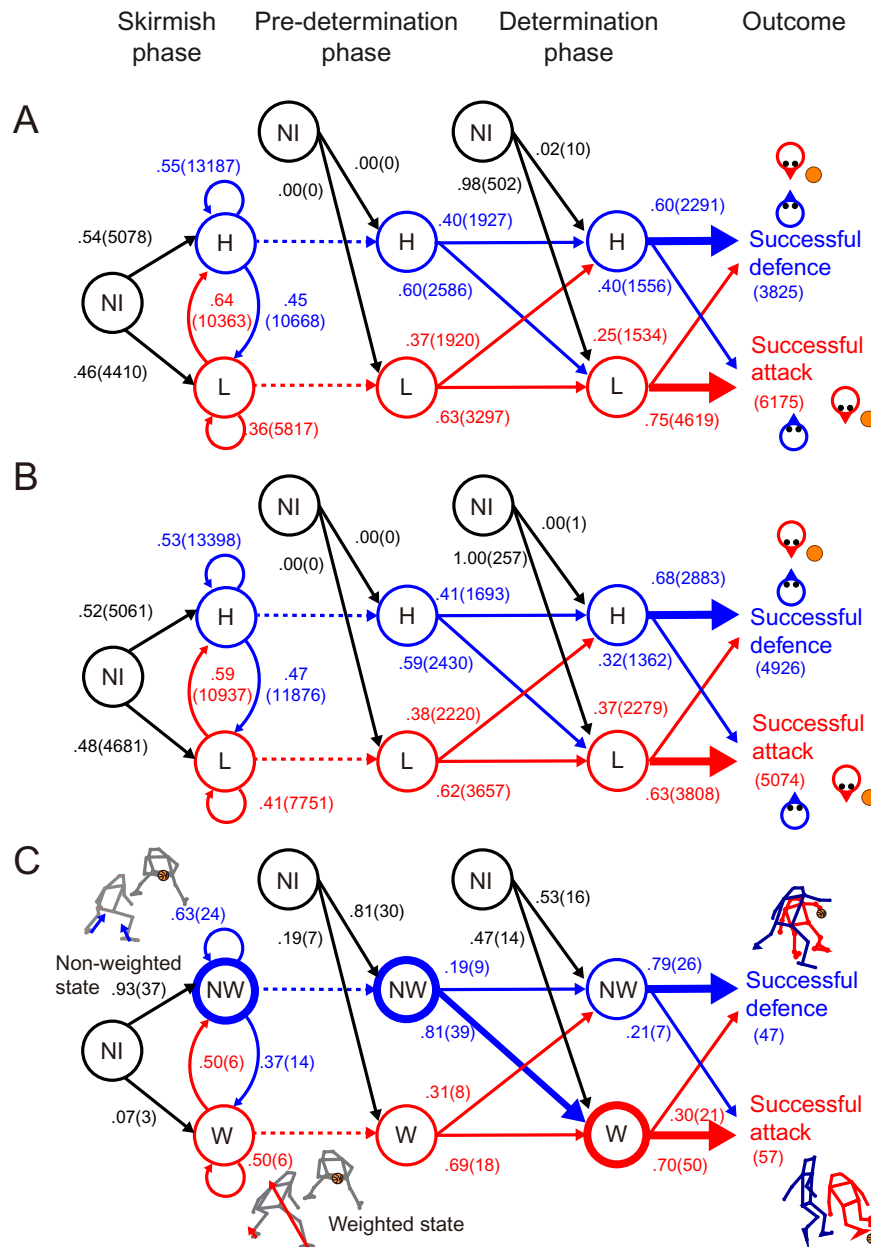 Skirmish phase
Pre-determination phase
Determination phase
Outcome
A
NI
NI
.02(10)
.55(13187)
.00(0)
.00(0)
.98(502)
.54(5078)
H
.40(1927)
H
H
.60(2291)
Successful defence
(3825)
NI
.64 (10363)
.45 (10668)
.60(2586)
.40(1556)
.37(1920)
.25(1534)
.46(4410)
L
L
L
Successful attack
(6175)
.36(5817)
.63(3297)
.75(4619)
B
NI
NI
.00(1)
.53(13398)
.00(0)
.00(0)
1.00(257)
.52(5061)
H
.41(1693)
H
H
.68(2883)
Successful defence
(4926)
NI
.59 (10937)
.47 (11876)
.59(2430)
.32(1362)
.38(2220)
.37(2279)
.48(4681)
L
L
L
Successful attack
(5074)
.41(7751)
.62(3657)
.63(3808)
C
NI
NI
.53(16)
.63(24)
.81(30)
.19(7)
.47(14)
Non-weighted state
.93(37)
NW
.19(9)
NW
NW
.79(26)
Successful defence
(47)
NI
.50(6)
.37(14)
.81(39)
.21(7)
.31(8)
.30(21)
.07(3)
W
W
W
Successful attack
(57)
.50(6)
.69(18)
.70(50)
Weighted state